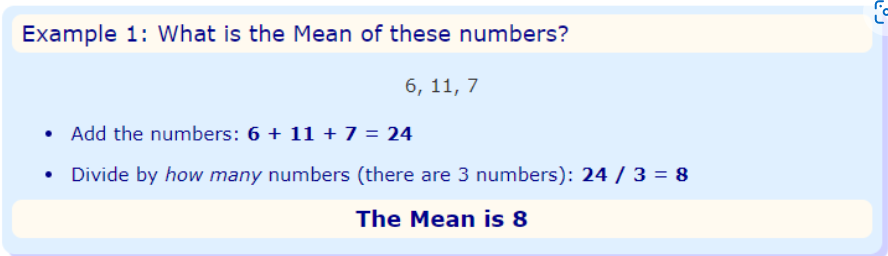 Example 1: What is the Mean of these numbers?
6, 11, 7
• Add the numbers: 6 + 11 + 7 = 24
• Divide by how many numbers (there are 3 numbers): 24 / 3 = 8
The Mean is 8